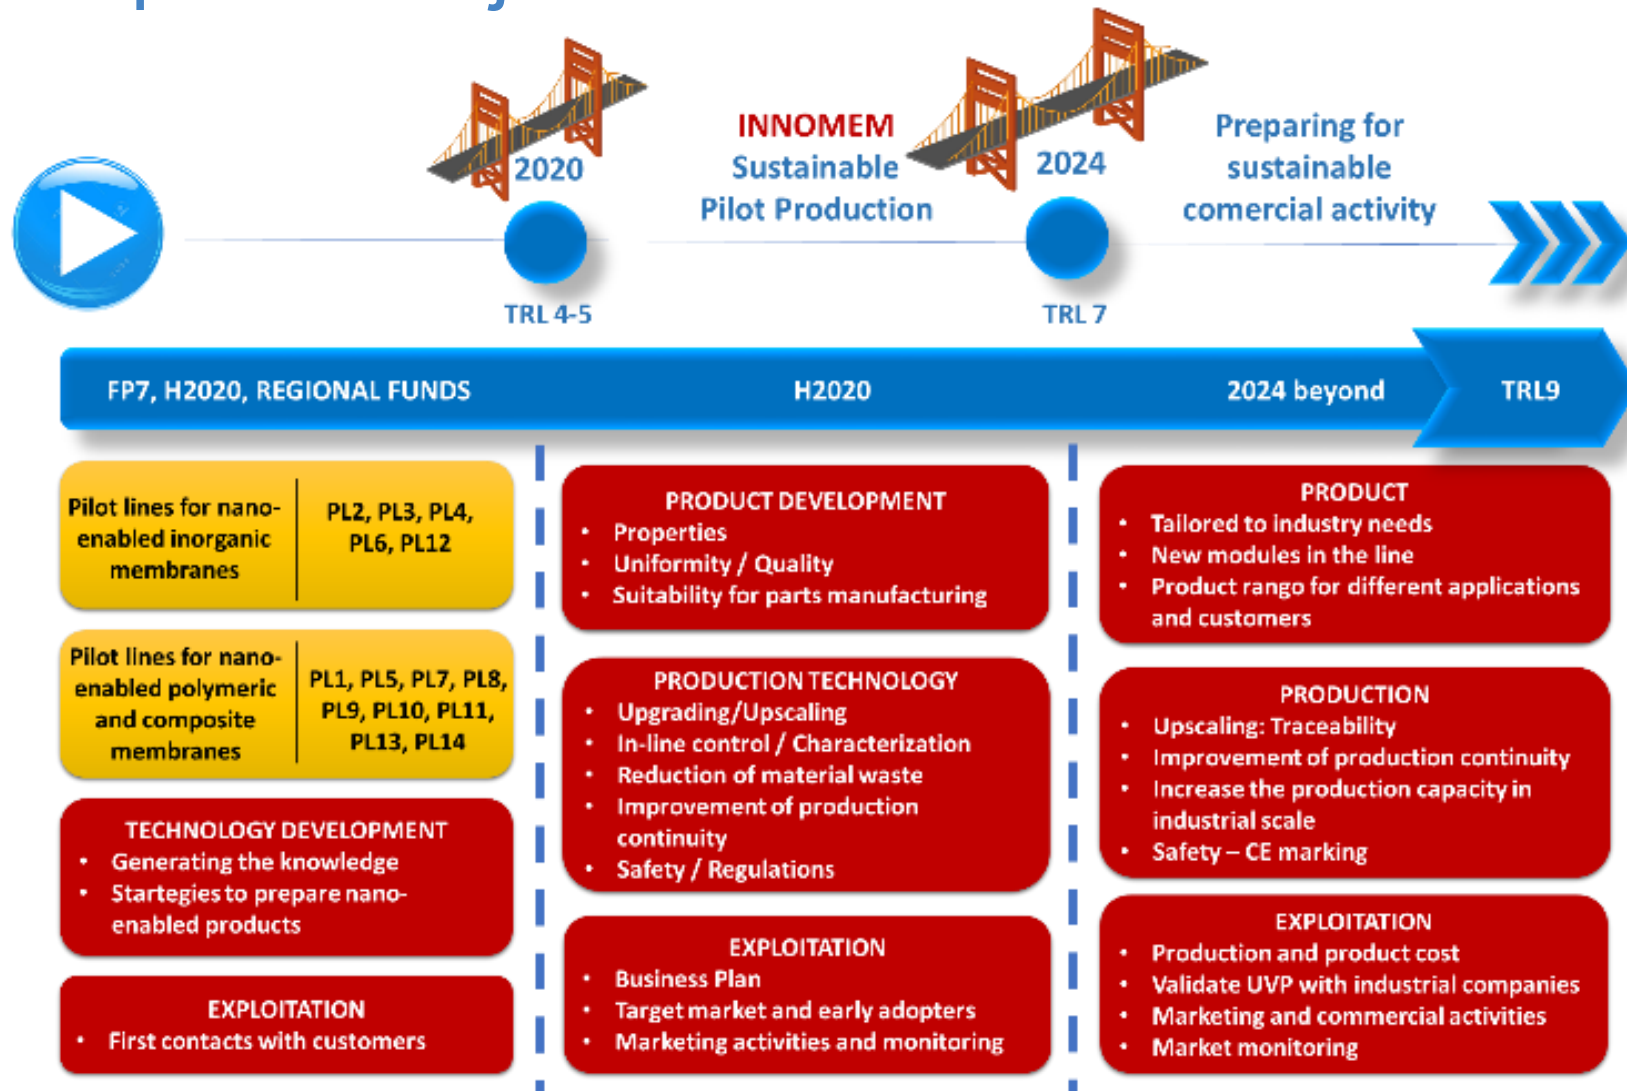 INNOMEM
Sustainable
Pilot Production
Preparing for
sustainable
comercial activity
2020
2024
TRL 4-5
TRL 7
FP7, H2020, REGIONAL FUNDS
H2020
2024 beyond
TRL9
Pilot lines for nano-
enabled inorganic
membranes
PL2, PL3, PL4,
PL6, PL12
Pilot lines for nano-
enabled polymeric
and composite
membranes
PL1, PL5, PL7, PL8,
PL9, PL10, PL11,
PL13, PL14
TECHNOLOGY DEVELOPMENT
• Generating the knowledge
• Startegies to prepare nano-
enabled products
EXPLOITATION
• First contacts with customers
PRODUCT DEVELOPMENT
• Properties
• Uniformity / Quality
• Suitability for parts manufacturing
PRODUCTION TECHNOLOGY
• Upgrading/Upscaling
• In-line control / Characterization
• Reduction of material waste
• Improvement of production
continuity
• Safety / Regulations
EXPLOITATION
• Business Plan
• Target market and early adopters
• Marketing activities and monitoring
PRODUCT
• Tailored to industry needs
• New modules in the line
• Product rango for different applications
and customers
PRODUCTION
• Upscaling: Traceability
• Improvement of production continuity
• Increase the production capacity in
industrial scale
• Safety – CE marking
EXPLOITATION
• Production and product cost
• Validate UVP with industrial companies
• Marketing and commercial activities
• Market monitoring